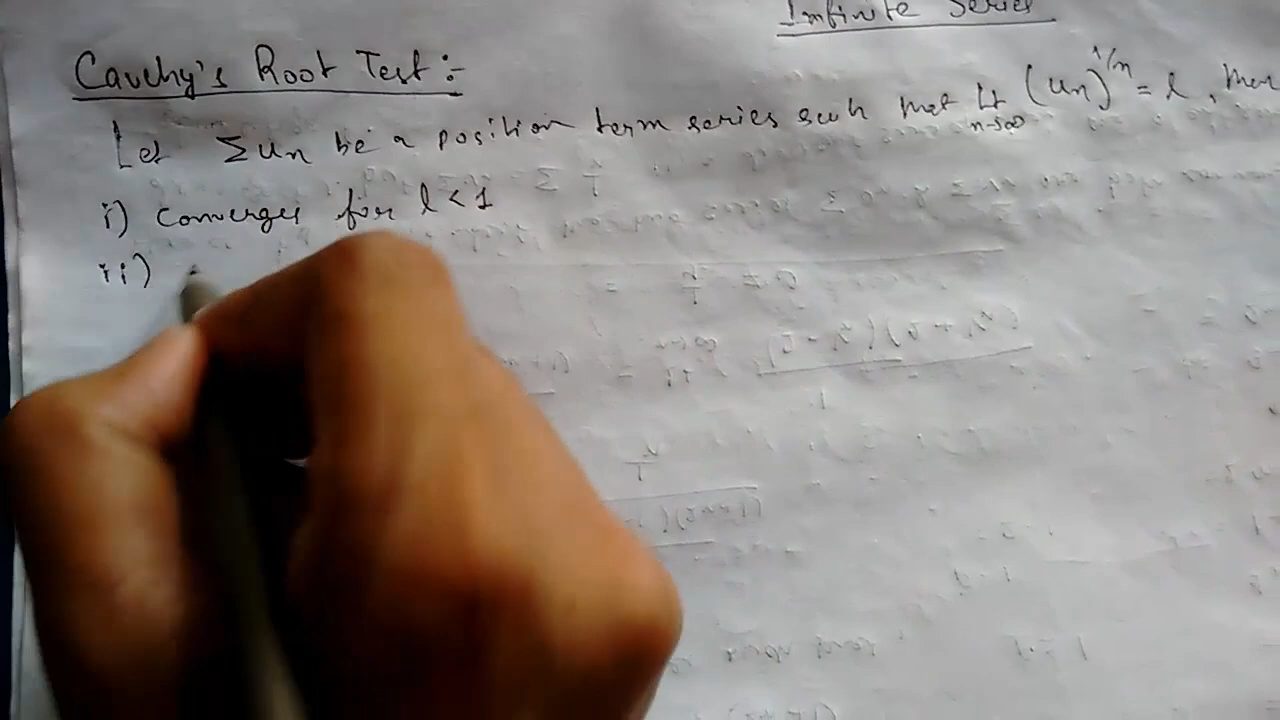 Infinite Series
Cauchy's Root Test :-
Let Σun be a position term series such that lt n→∞ (un)^1/n = l, then
i) converges for l < 1
ii)